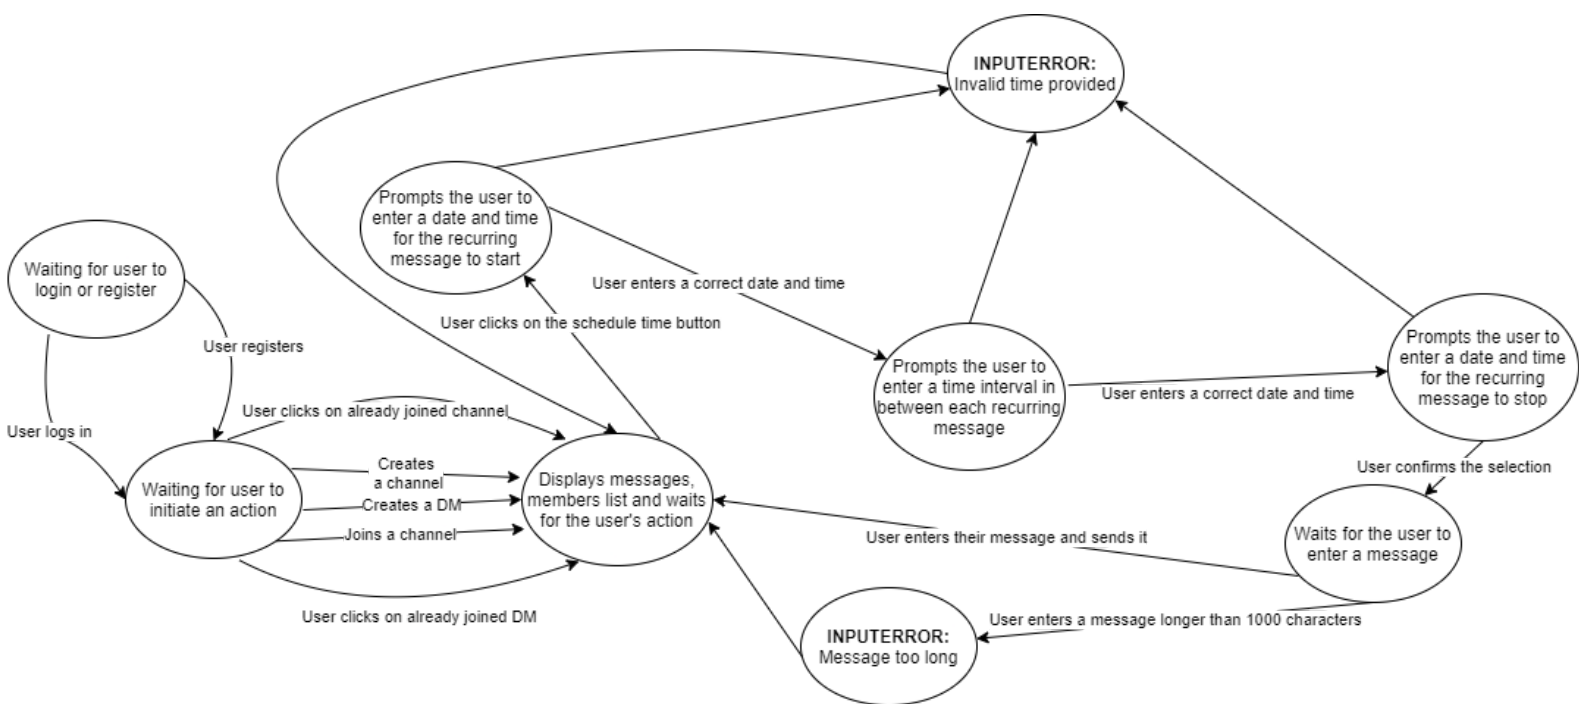 INPUTERROR:
Invalid time provided
Prompts the user to
enter a date and time
for the recurring
message to start
Waiting for user to
login or register
User enters a correct date and time
User clicks on the schedule time button
User registers
Prompts the user to
enter a time interval in
between each recurring
message
Prompts the user to
enter a date and time
for the recurring
message to stop
User enters a correct date and time
User clicks on already joined channel
User logs in
Creates
a channel
Creates a DM
Joins a channel
Waiting for user to
initiate an action
Displays messages,
members list and waits
for the user's action
User confirms the selection
Waits for the user to
enter a message
User enters their message and sends it
User clicks on already joined DM
User enters a message longer than 1000 characters
INPUTERROR:
Message too long